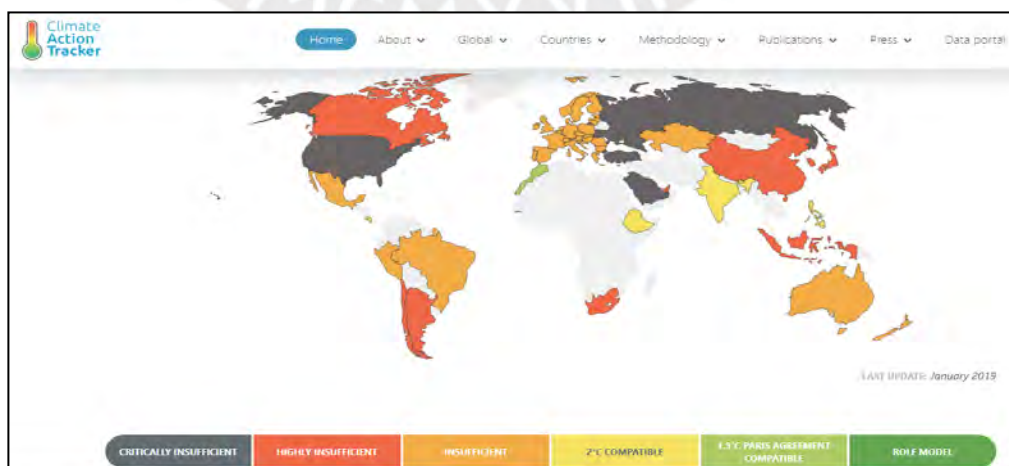 Climate
Action
Tracker
Home About Global Countries Methodology Publications Press Data portal
LAST UPDATE: January 2019
CRITICALLY INSUFFICIENT HIGHLY INSUFFICIENT INSUFFICIENT 2°C COMPATIBLE 1.5°C PARIS AGREEMENT
COMPATIBLE ROLE MODEL